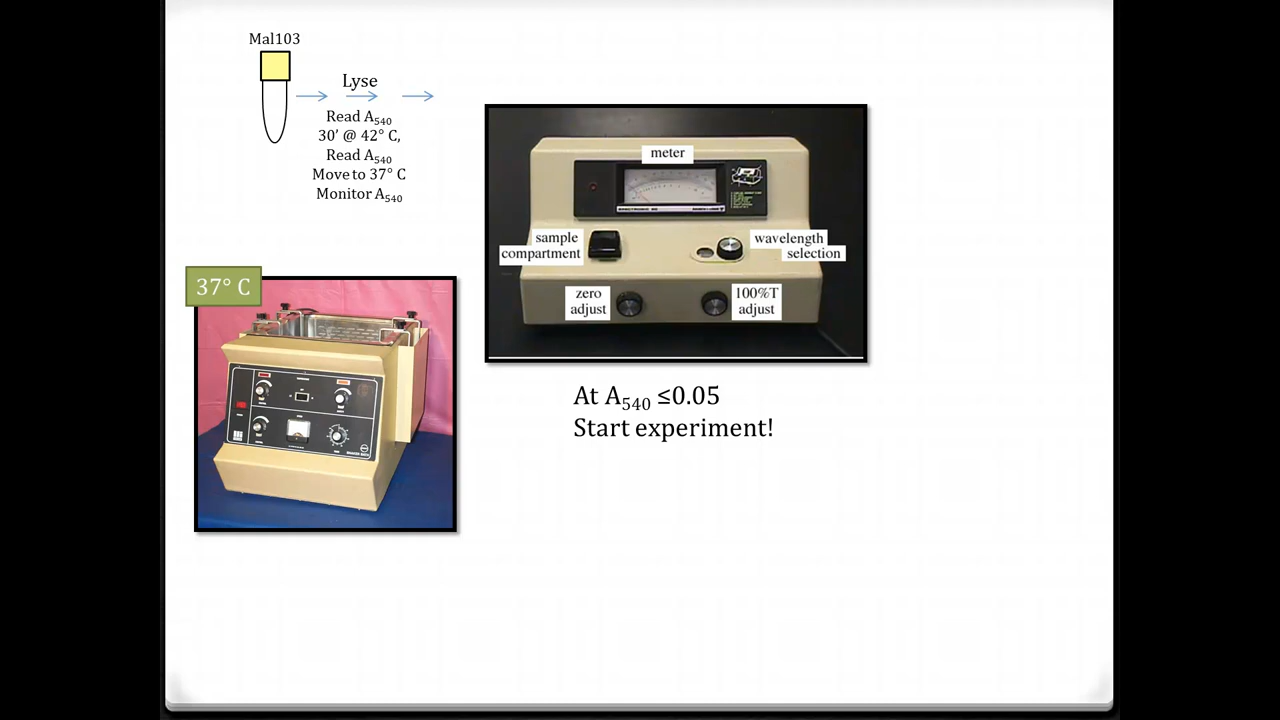 Mal103
Lyse
Read A540
30’ @ 42° C,
Read A540
Move to 37° C
Monitor A540
meter
sample
compartment
wavelength
selection
zero
adjust
100%T
adjust
37° C
At A540 ≤0.05
Start experiment!